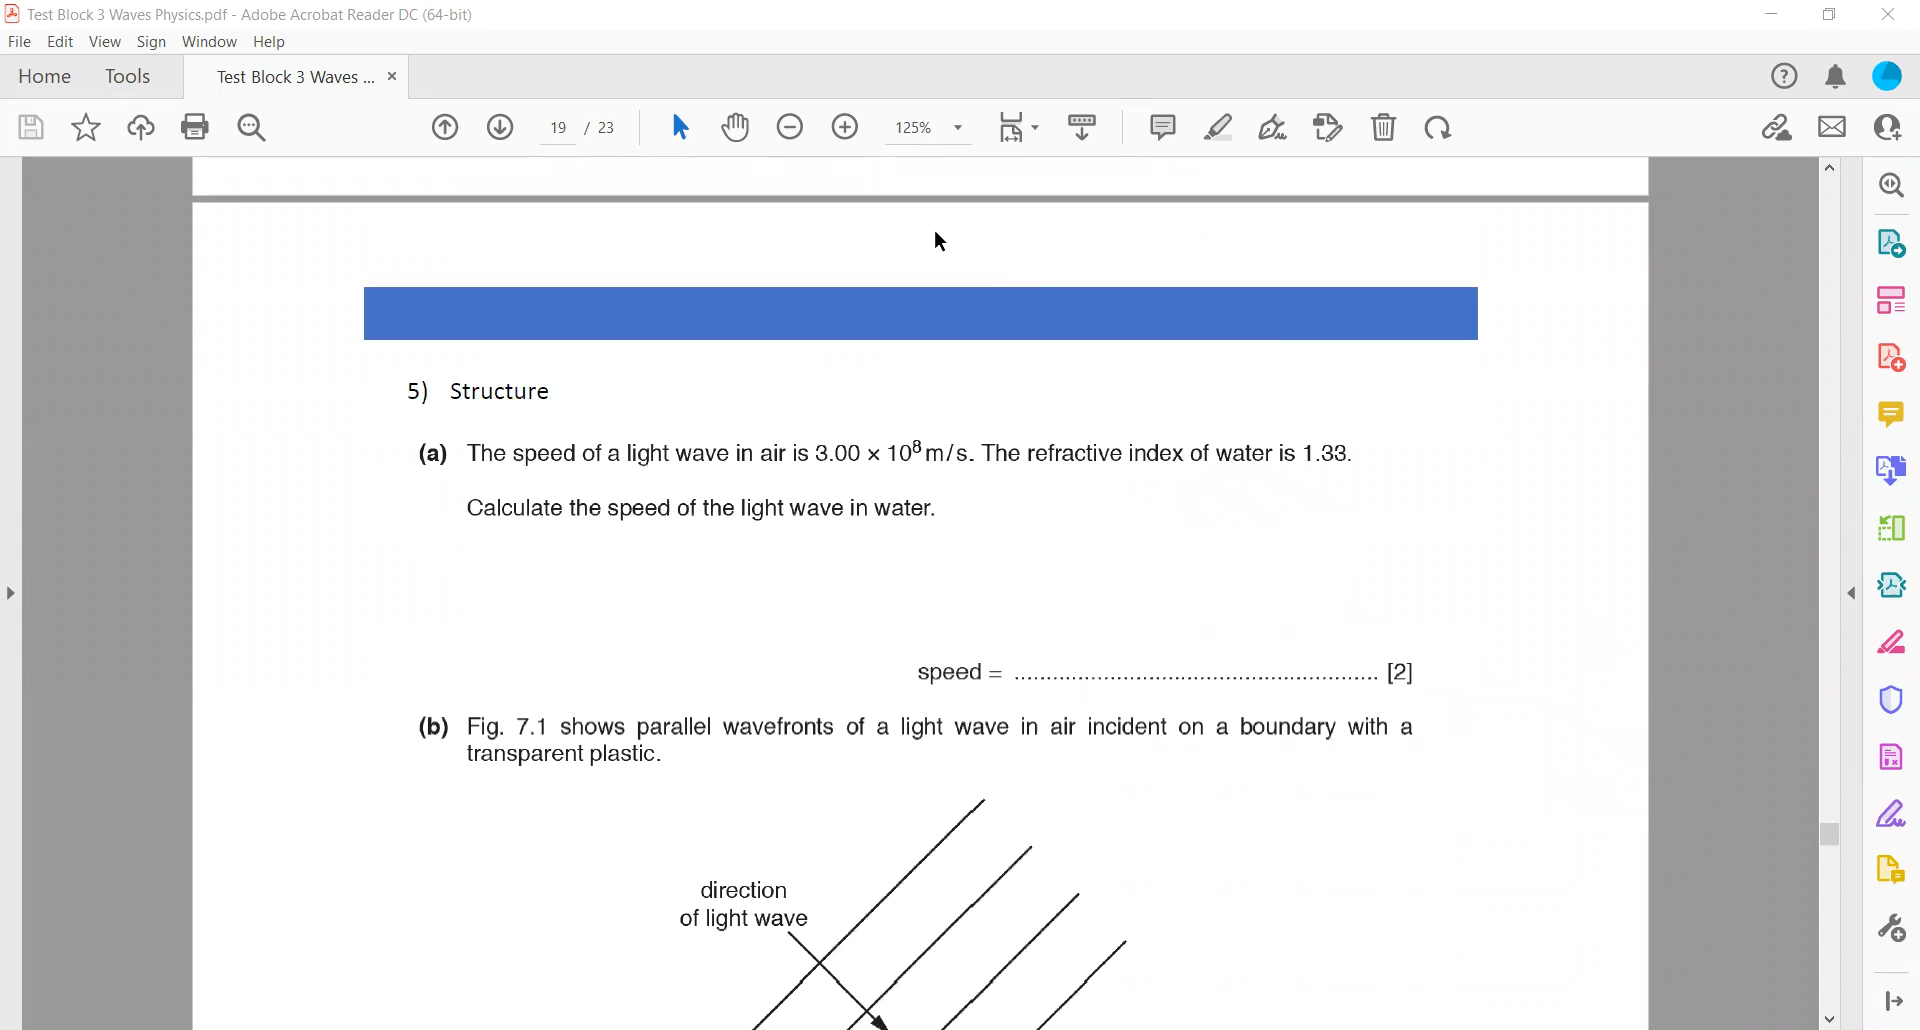 Test Block 3 Waves Physics.pdf - Adobe Acrobat Reader DC (64-bit)
File Edit View Sign Window Help
Home Tools Test Block 3 Waves ... ×
19 / 23 125%
5) Structure
(a) The speed of a light wave in air is 3.00 × 10⁸ m/s. The refractive index of water is 1.33.
Calculate the speed of the light wave in water.
speed = .......................................................... [2]
(b) Fig. 7.1 shows parallel wavefronts of a light wave in air incident on a boundary with a
transparent plastic.
direction
of light wave